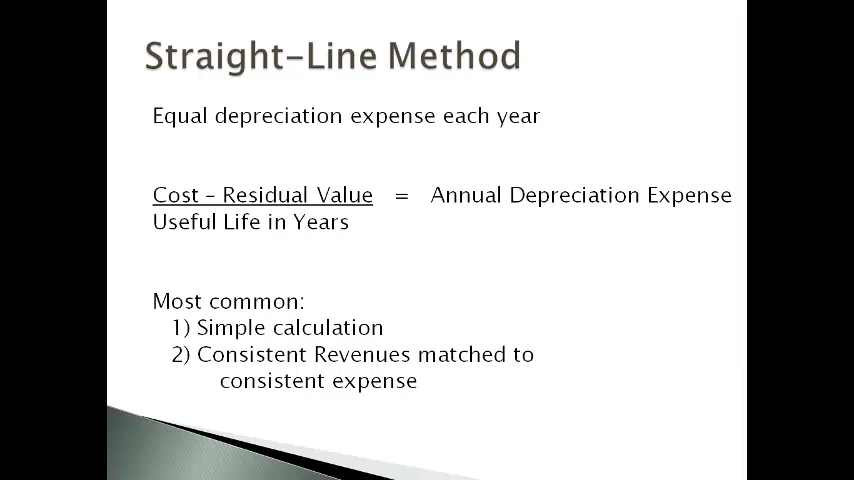 Straight-Line Method
Equal depreciation expense each year
Cost – Residual Value = Annual Depreciation Expense
Useful Life in Years
Most common:
1) Simple calculation
2) Consistent Revenues matched to
consistent expense